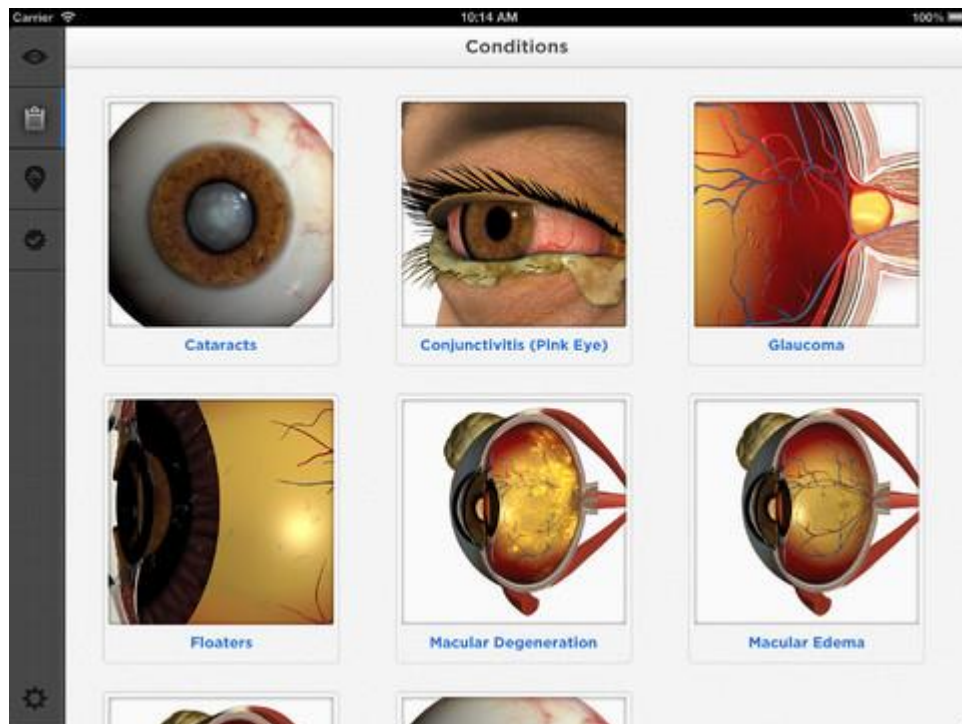 Carrier 10:14 AM 100%
Conditions
Cataracts Conjunctivitis (Pink Eye) Glaucoma
Floaters Macular Degeneration Macular Edema